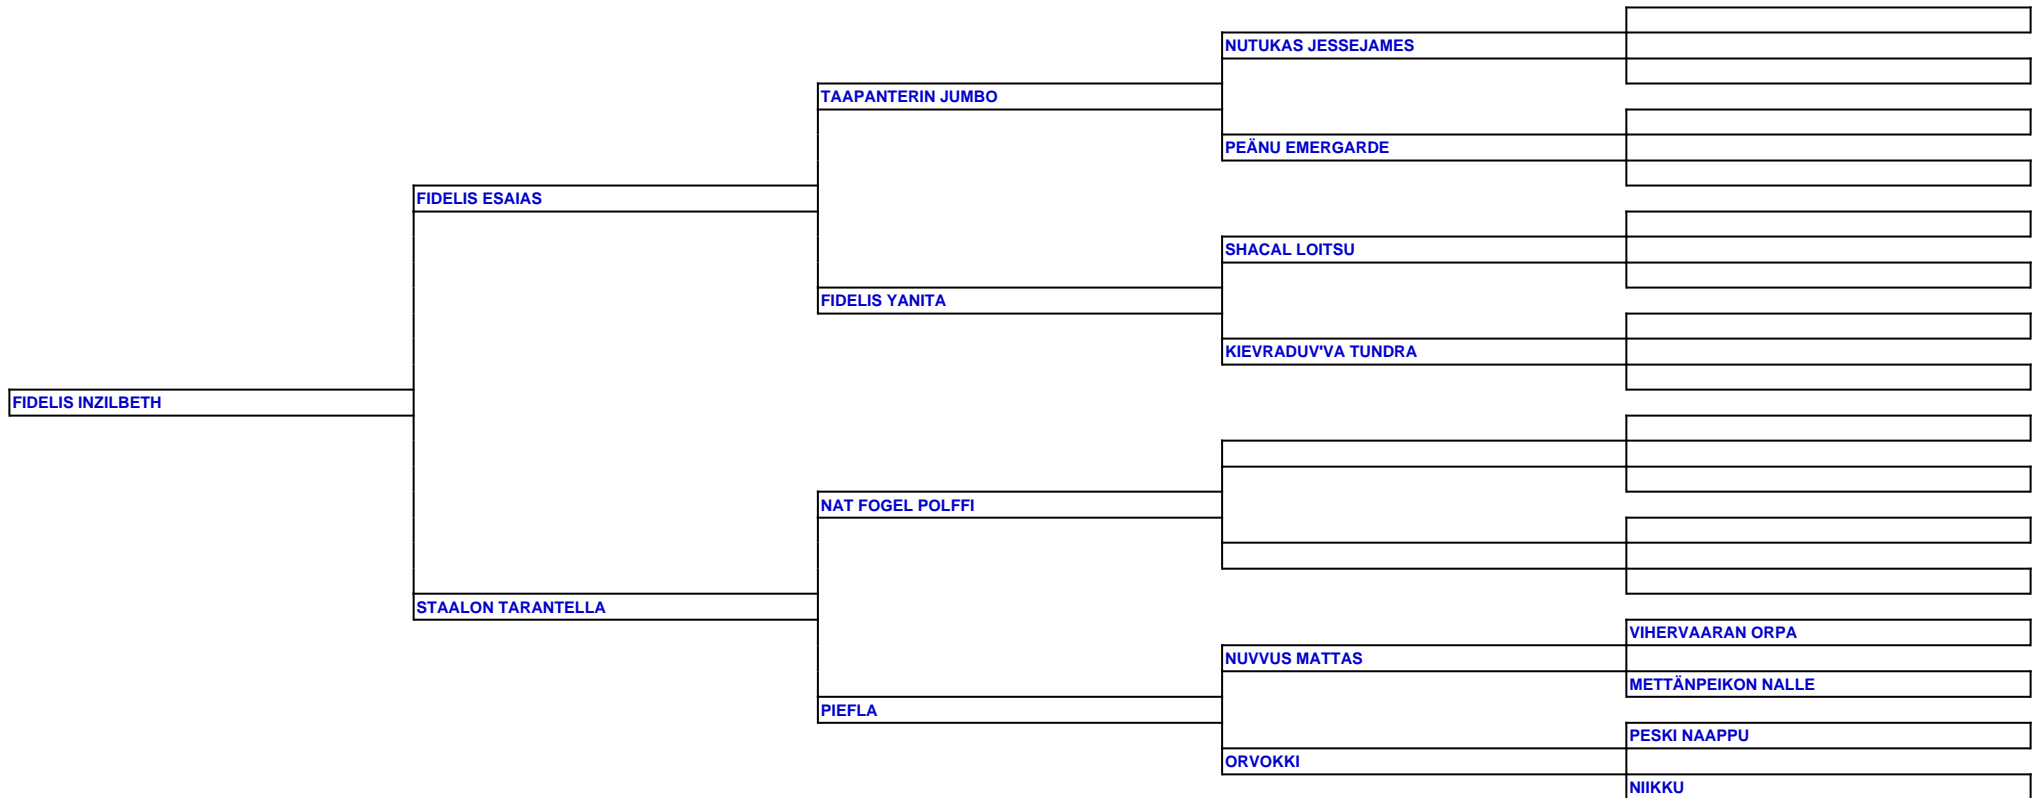 NUTUKAS JESSEJAMES
TAAPANTERIN JUMBO
PEÄNU EMERGARDE
FIDELIS ESAIAS
SHACAL LOITSU
FIDELIS YANITA
KIEVRADUV'VA TUNDRA
FIDELIS INZILBETH
NAT FOGEL POLFFI
STAALON TARANTELLA
VIHERVAARAN ORPA
NUVVUS MATTAS
METTÄNPEIKON NALLE
PIEFLA
PESKI NAAPPU
ORVOKKI
NIIKKU